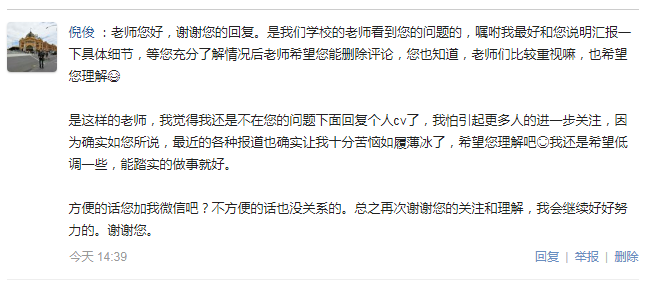 倪俊 ：老师您好，谢谢您的回复。是我们学校的老师看到您的问题的，嘱咐我最好和您说明汇报一
下具体细节，等您充分了解情况后老师希望您能删除评论，您也知道，老师们比较重视嘛，也希望
您理解😄
是这样的老师，我觉得我还是不在您的问题下面回复个人cv了，我怕引起更多人的进一步关注，因
为确实如您所说，最近的各种报道也确实让我十分苦恼如履薄冰了，希望您理解吧☺我还是希望低
调一些，能踏实的做事就好。
方便的话您加我微信吧？不方便的话也没关系的。总之再次谢谢您的关注和理解，我会继续好好努
力的。谢谢您。
今天 14:39 回复 | 举报 | 删除